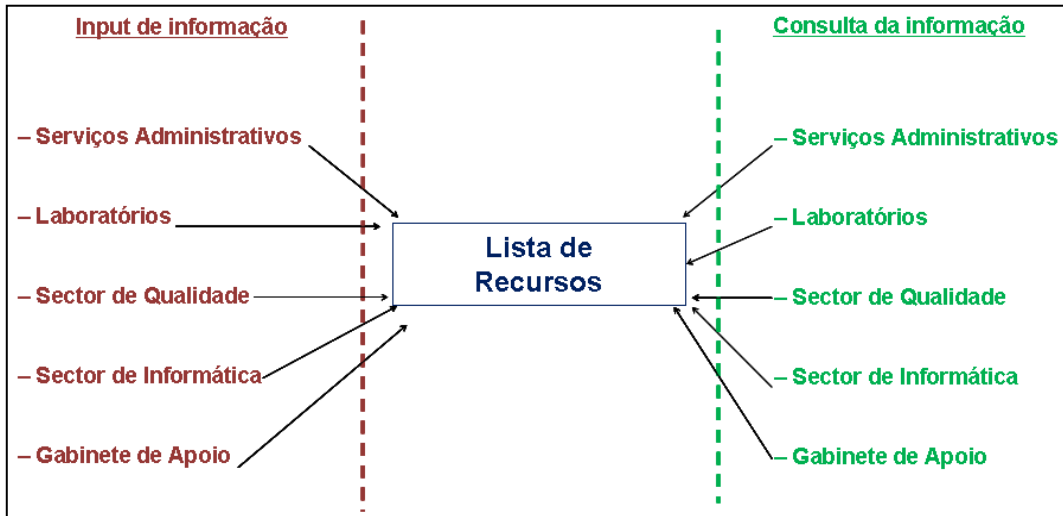 Input de informação
– Serviços Administrativos
– Laboratórios
– Sector de Qualidade
– Sector de Informática
– Gabinete de Apoio
Lista de
Recursos
Consulta da informação
– Serviços Administrativos
– Laboratórios
– Sector de Qualidade
– Sector de Informática
– Gabinete de Apoio